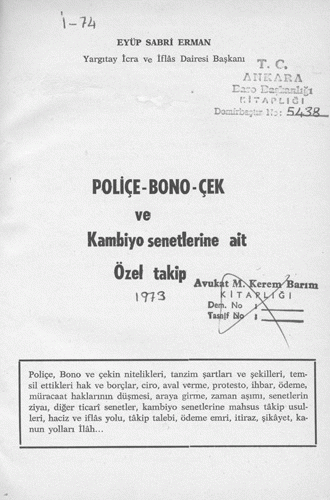 İ-74
EYÜP SABRİ ERMAN
Yargıtay İcra ve İflâs Dairesi Başkanı
T. C.
ANKARA
Baro Başkanlığı
KİTAPLIĞI
Demirbaş No: 5438
POLİÇE-BONO-ÇEK
ve
Kambiyo senetlerine ait
Özel takip
1973
Avukat M. Kerem Barım
KİTAPLIĞI
Dem. No :
Tasnif No :
Poliçe, Bono ve çekin nitelikleri, tanzim şartları ve şekilleri, tem-
sil ettikleri hak ve borçlar, ciro, aval verme, protesto, ihbar, ödeme,
müracaat haklarının düşmesi, araya girme, zaman aşımı, senetlerin
ziyaı, diğer ticarî senetler, kambiyo senetlerine mahsus tâkip usul-
leri, haciz ve iflâs yolu, tâkip talebi, ödeme emri, itiraz, şikâyet, ka-
nun yolları İlâh...